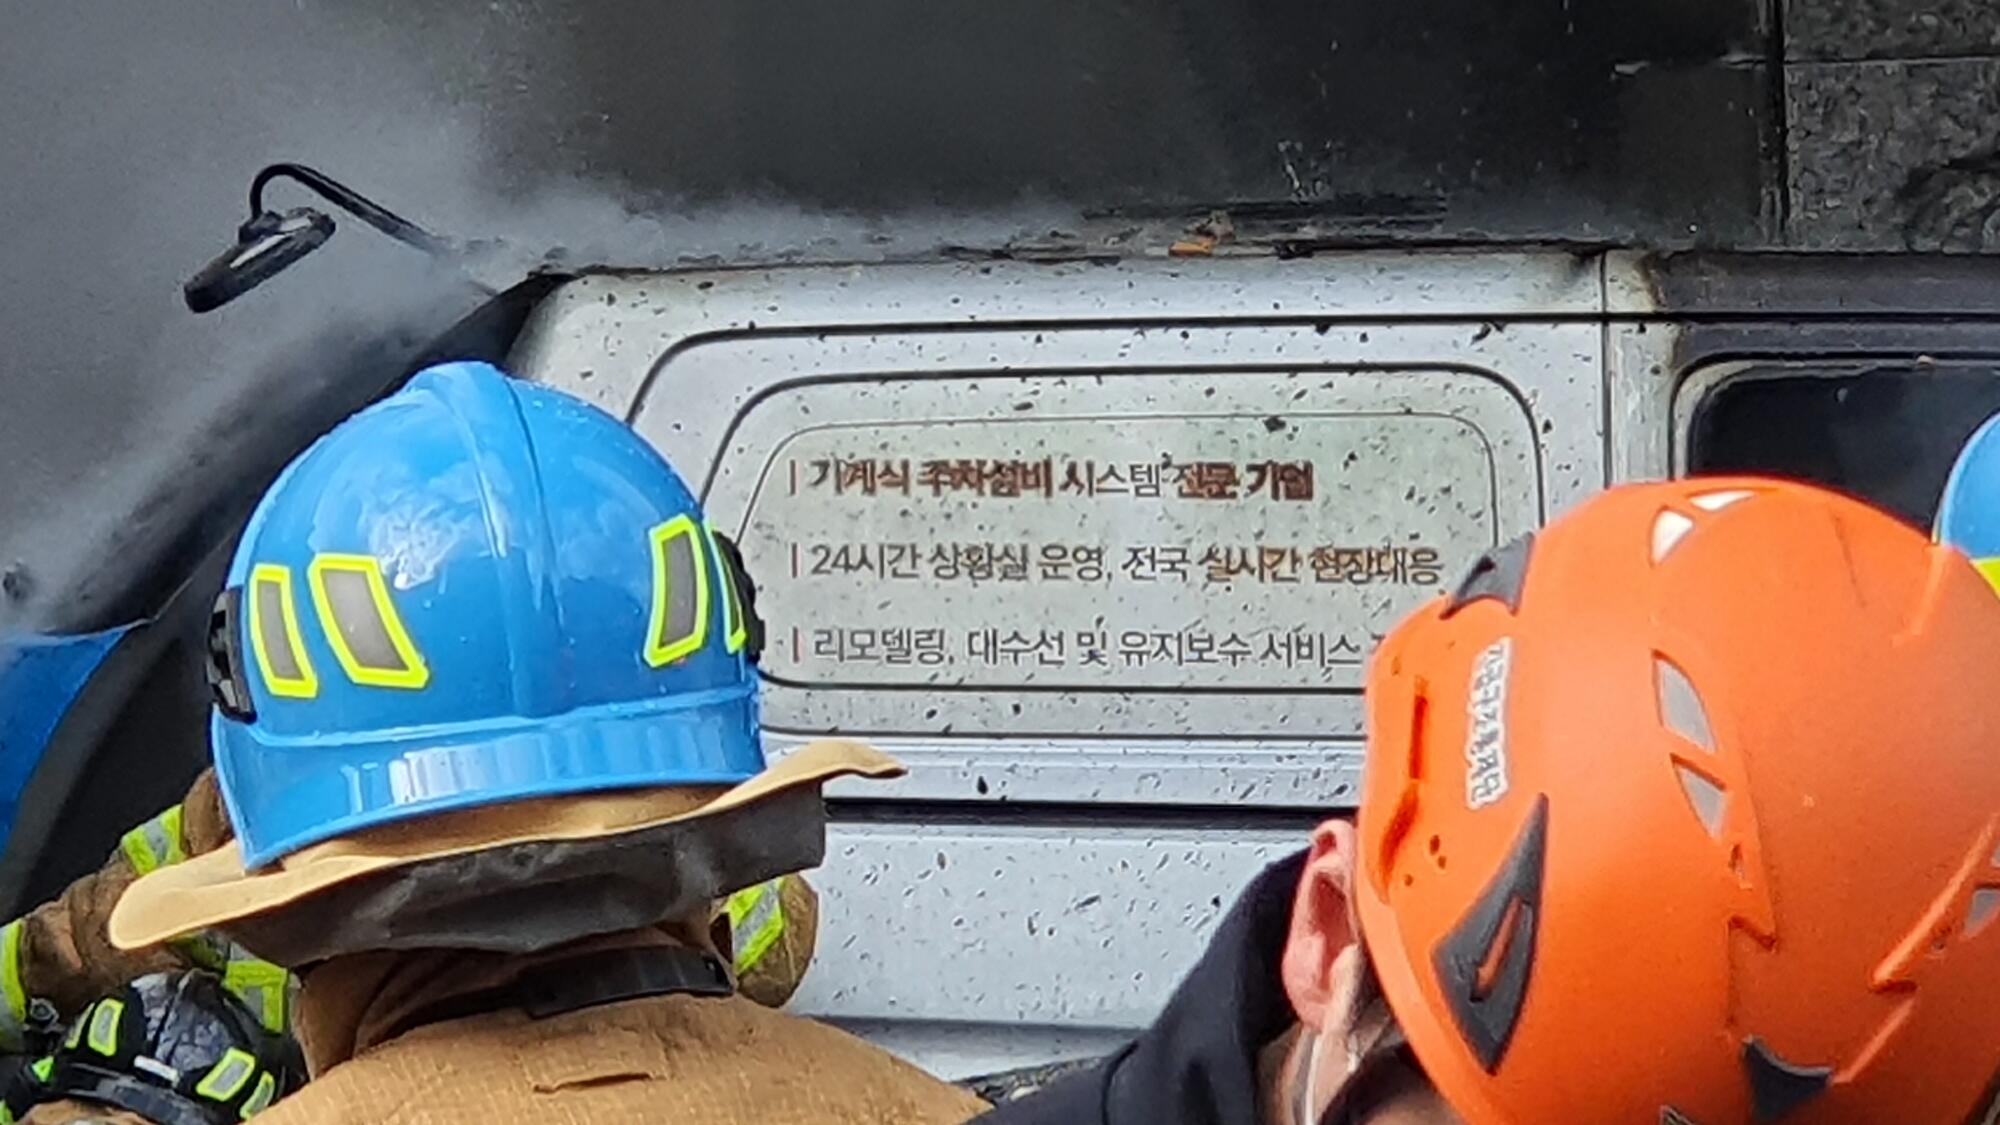 | 기계식 주차설비 시스템 전문 기업
| 24시간 상황실 운영, 전국 실시간 현장대응
| 리모델링, 대수선 및 유지보수 서비스